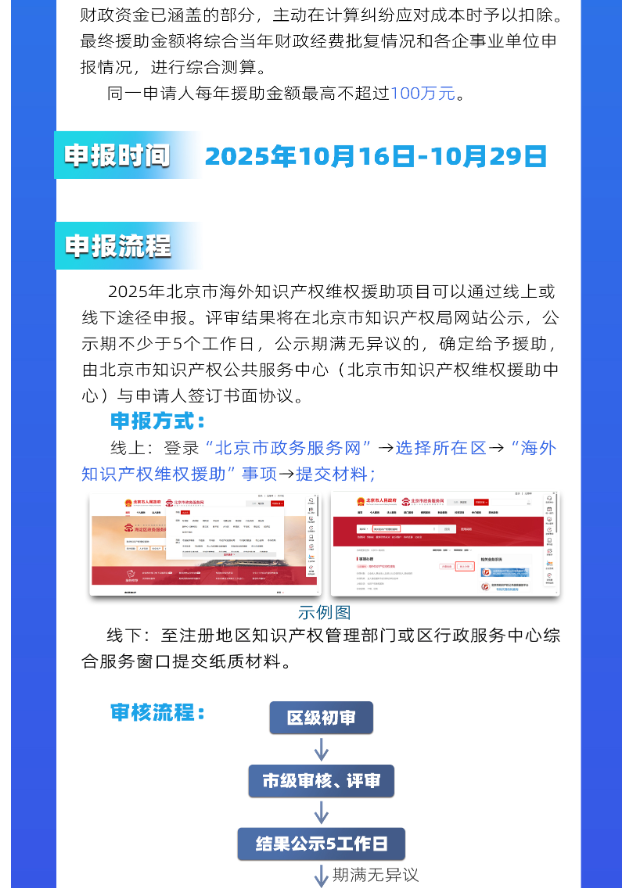 财政资金已涵盖的部分，主动在计算纠纷应对成本时予以扣除。
最终援助金额将综合当年财政经费批复情况和各企事业单位申
报情况，进行综合测算。
同一申请人每年援助金额最高不超过100万元。
申报时间
2025年10月16日-10月29日
申报流程
2025年北京市海外知识产权维权援助项目可以通过线上或
线下途径申报。评审结果将在北京市知识产权局网站公示，公
示期不少于5个工作日，公示期满无异议的，确定给予援助，
由北京市知识产权公共服务中心（北京市知识产权维权援助中
心）与申请人签订书面协议。
申报方式：
线上：登录“北京市政务服务网”→选择所在区→“海外
知识产权维权援助”事项→提交材料；
示例图
线下：至注册地区知识产权管理部门或区行政服务中心综
合服务窗口提交纸质材料。
审核流程：
区级初审
市级审核、评审
结果公示5工作日
期满无异议